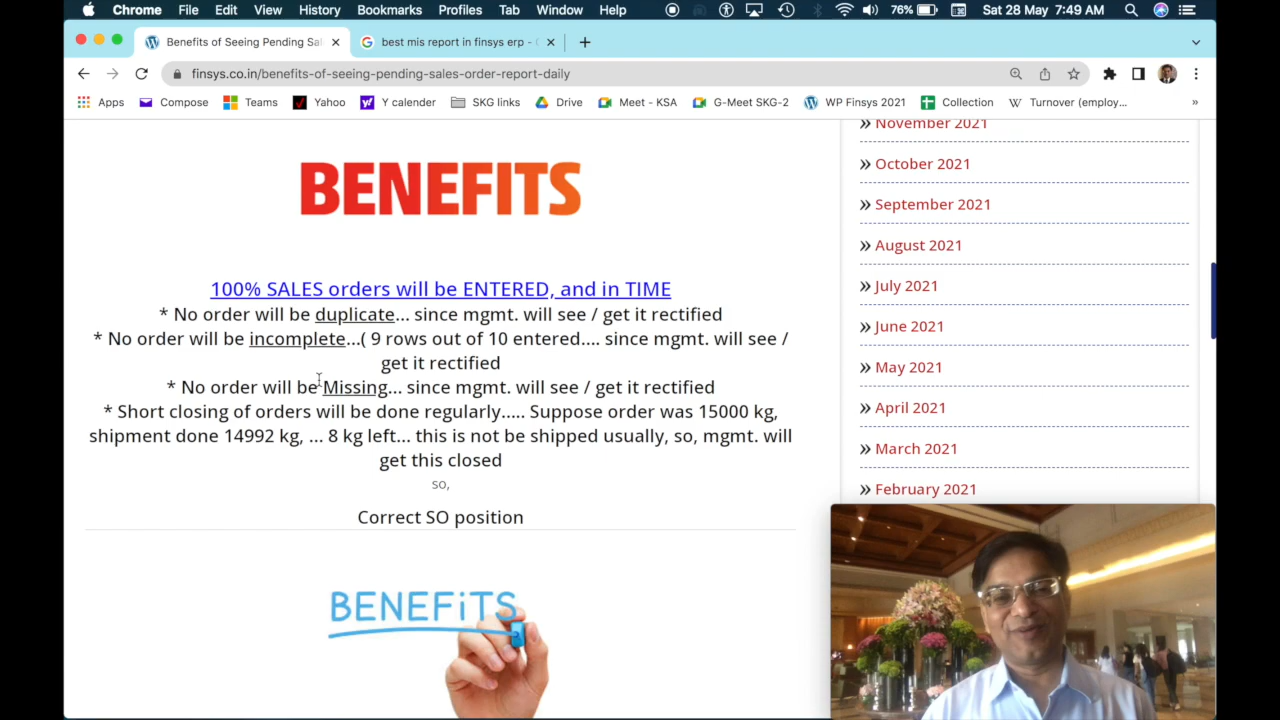 Chrome File Edit View History Bookmarks Profiles Tab Window Help 76% Sat 28 May 7:49 AM
Benefits of Seeing Pending Sal best mis report in finsys erp -
finsys.co.in/benefits-of-seeing-pending-sales-order-report-daily
Apps Compose Teams Yahoo Y calender SKG links Drive Meet - KSA G-Meet SKG-2 WP Finsys 2021 Collection Turnover (employ... »
BENEFITS
100% SALES orders will be ENTERED, and in TIME
* No order will be duplicate... since mgmt. will see / get it rectified
* No order will be incomplete...( 9 rows out of 10 entered.... since mgmt. will see /
get it rectified
* No order will be Missing... since mgmt. will see / get it rectified
* Short closing of orders will be done regularly..... Suppose order was 15000 kg,
shipment done 14992 kg, ... 8 kg left... this is not be shipped usually, so, mgmt. will
get this closed
so,
Correct SO position
BENEFiTS
» November 2021
» October 2021
» September 2021
» August 2021
» July 2021
» June 2021
» May 2021
» April 2021
» March 2021
» February 2021